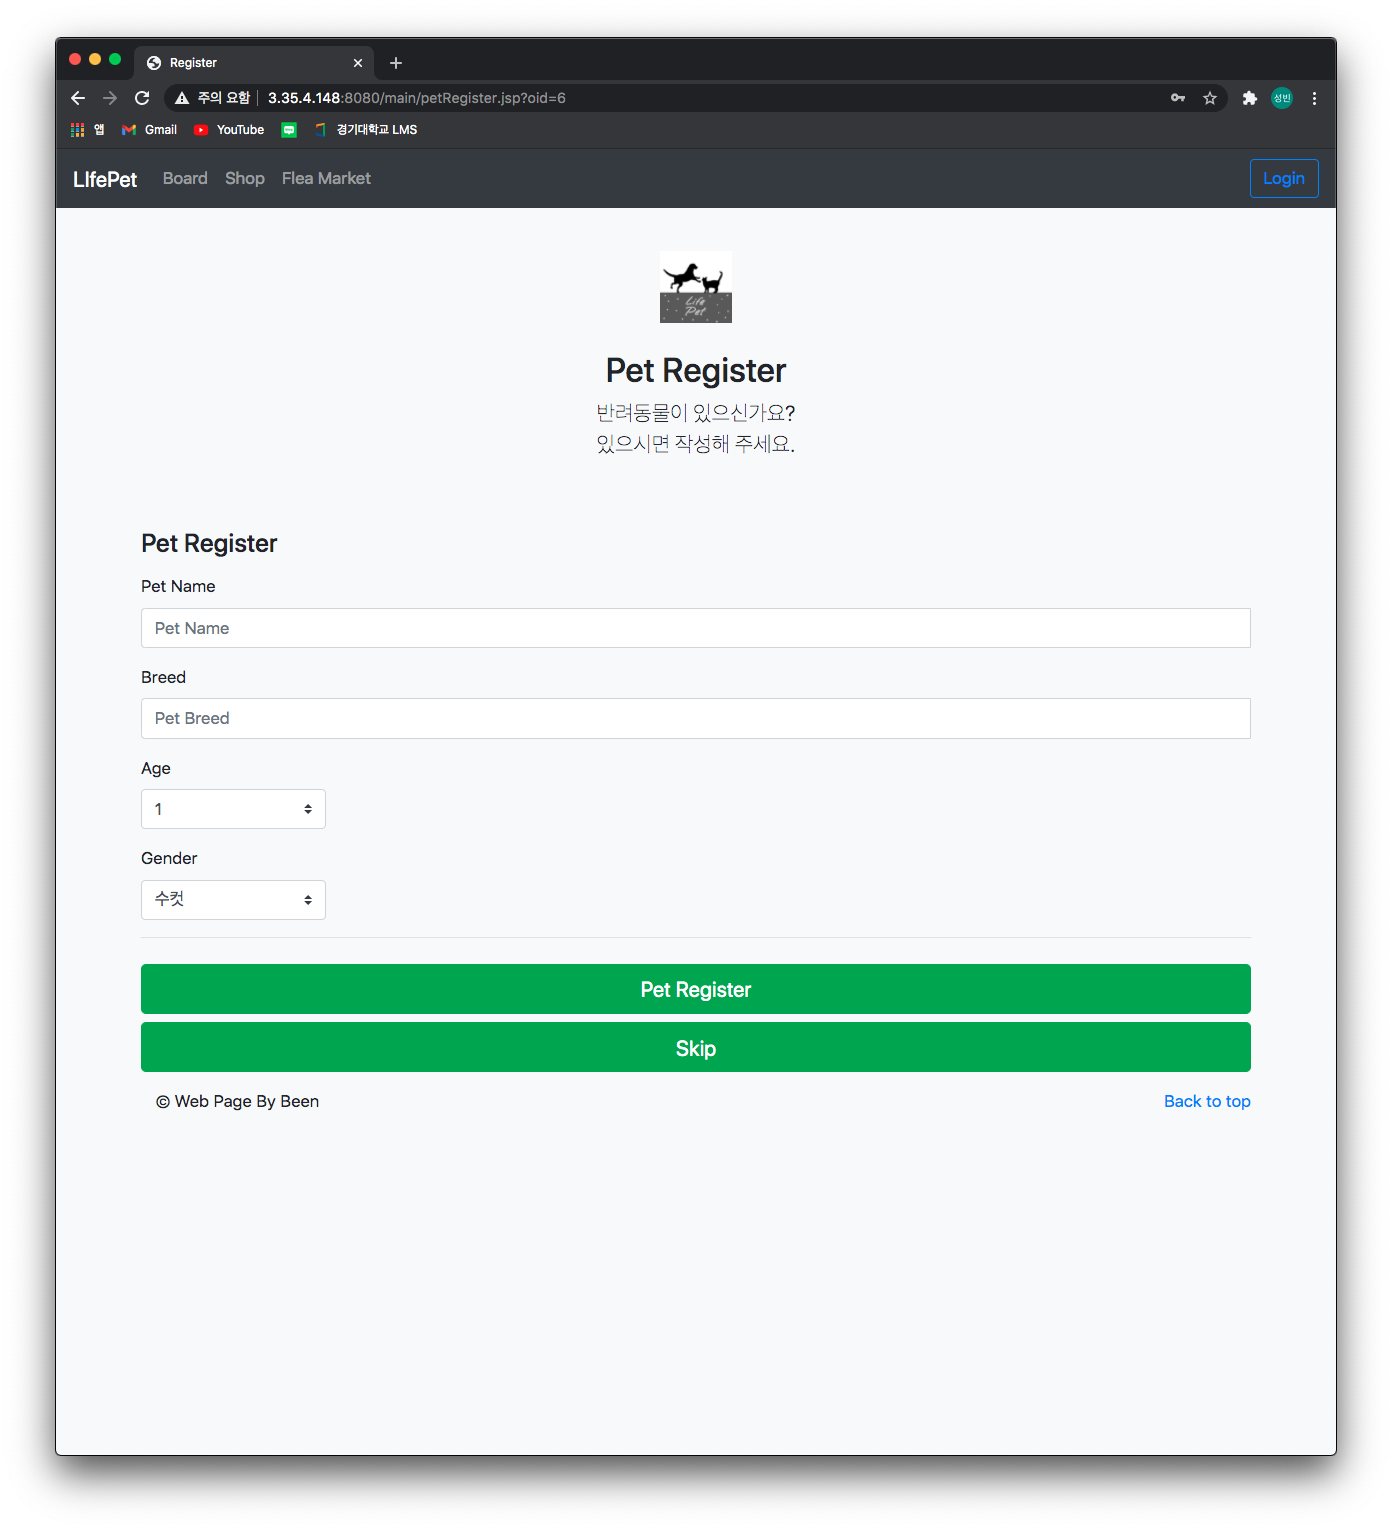 Register
주의 요함 3.35.4.148:8080/main/petRegister.jsp?oid=6
성빈
앱 Gmail YouTube 경기대학교 LMS
LIfePet Board Shop Flea Market Login
Life
Pet
Pet Register
반려동물이 있으신가요?
있으시면 작성해 주세요.
Pet Register
Pet Name
Pet Name
Breed
Pet Breed
Age
1
Gender
수컷
Pet Register
Skip
© Web Page By Been Back to top